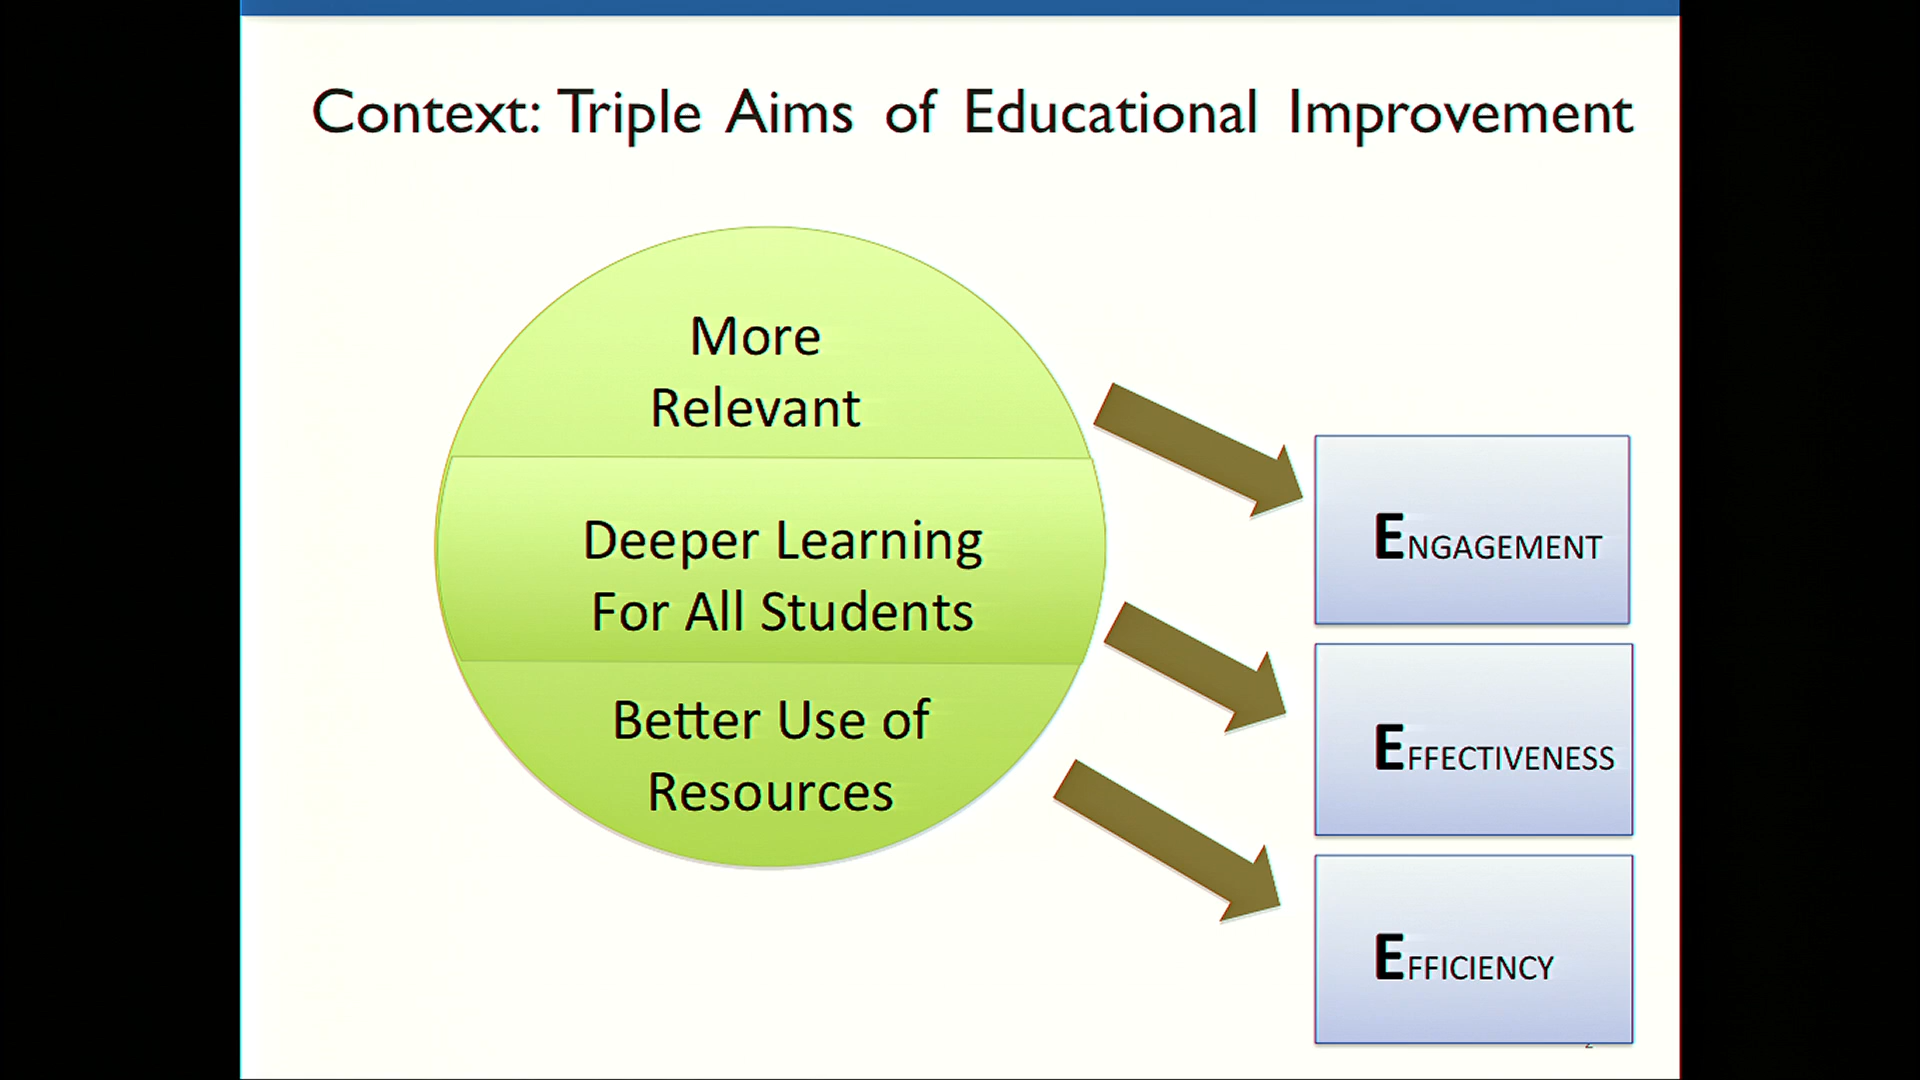 Context: Triple Aims of Educational Improvement
More
Relevant
Deeper Learning
For All Students
Better Use of
Resources
ENGAGEMENT
EFFECTIVENESS
EFFICIENCY
2